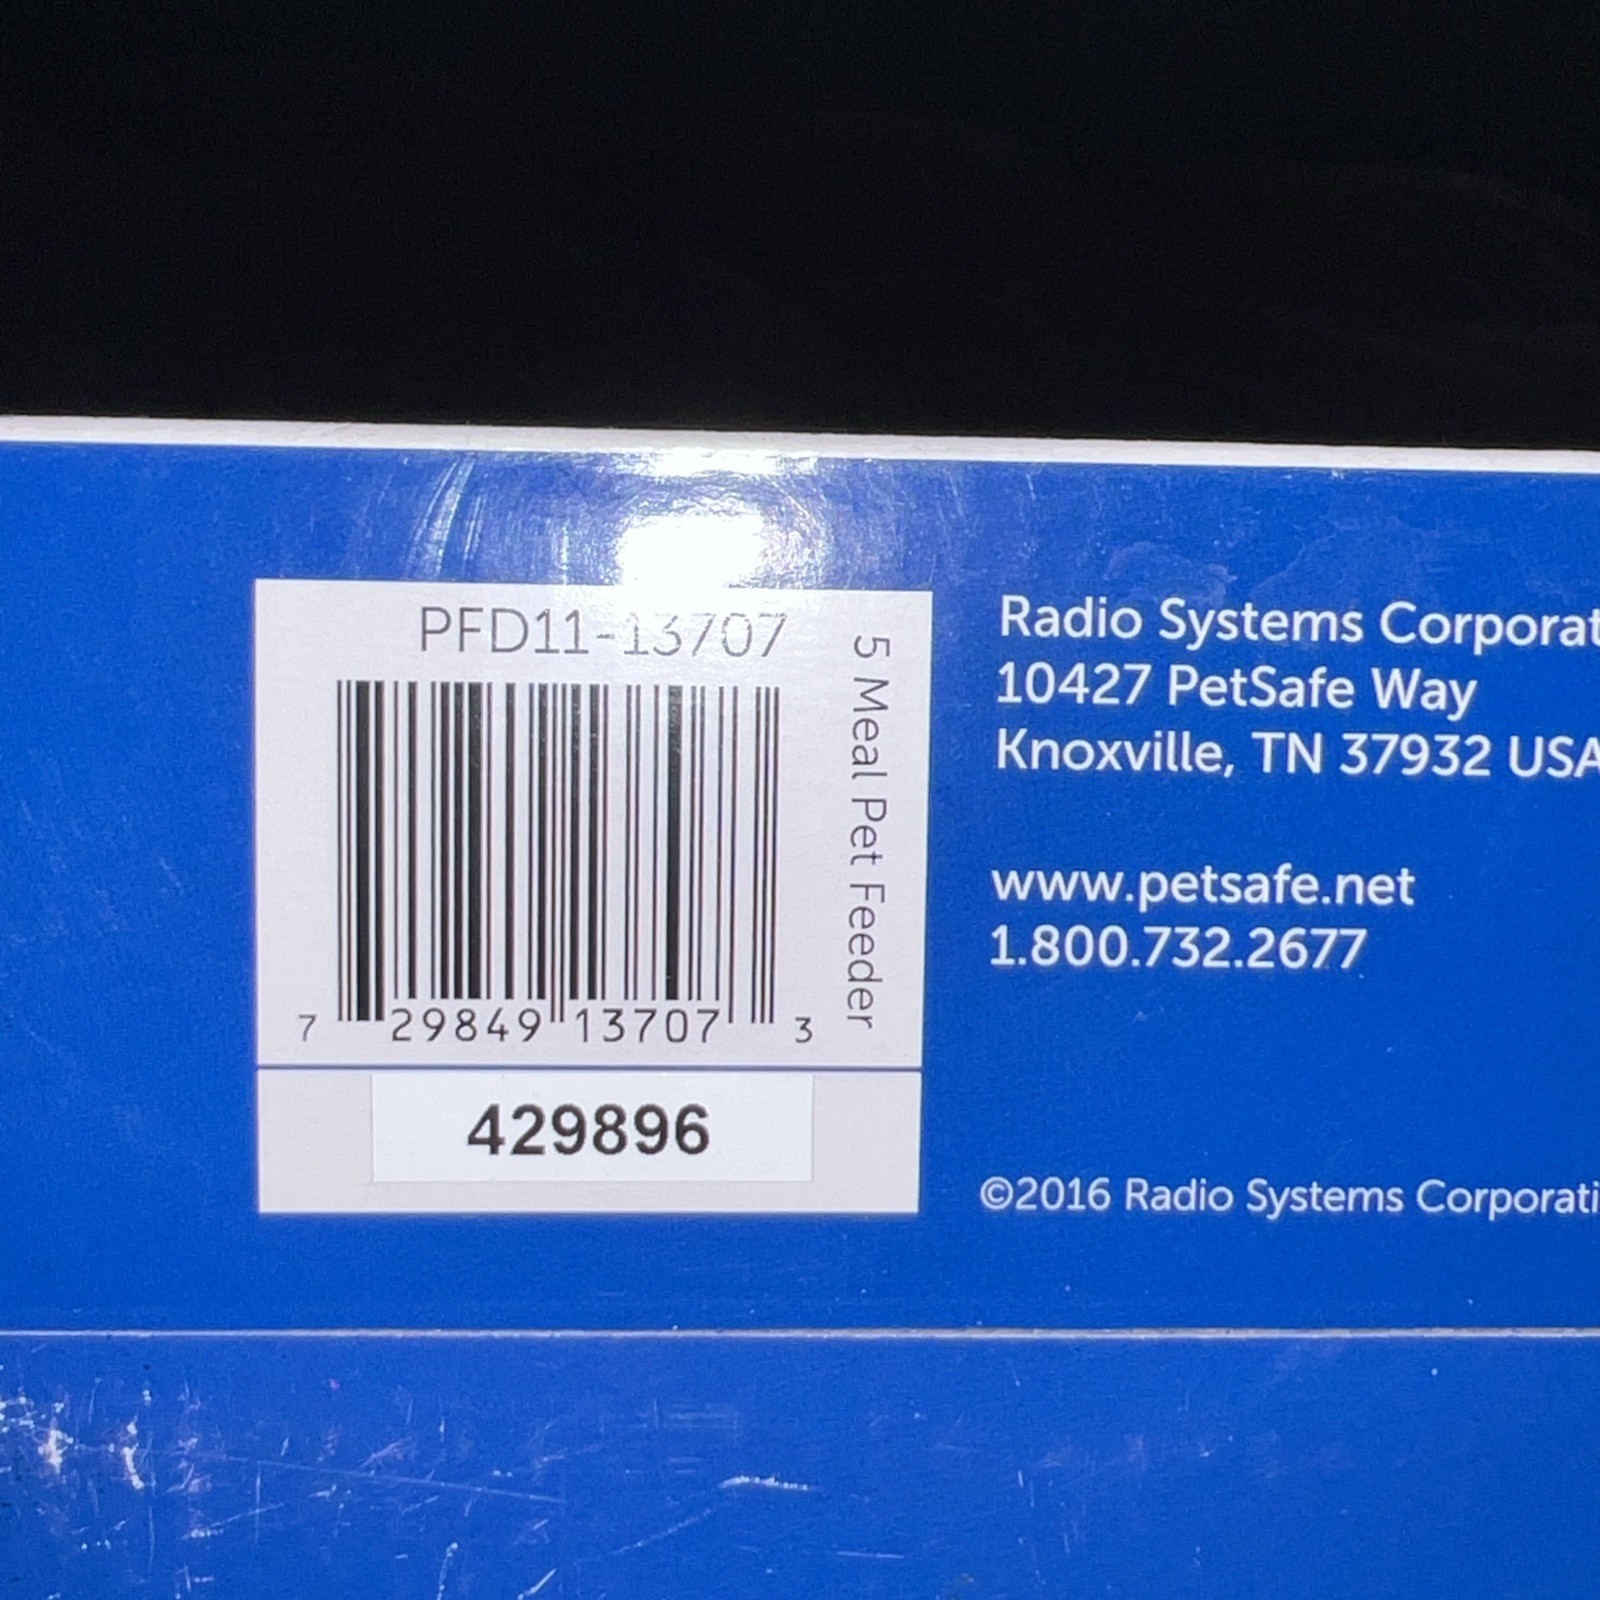 PFD11-13707
5 Meal Pet Feeder
7 29849 13707 3
429896
Radio Systems Corporat
10427 PetSafe Way
Knoxville, TN 37932 USA
www.petsafe.net
1.800.732.2677
©2016 Radio Systems Corporati